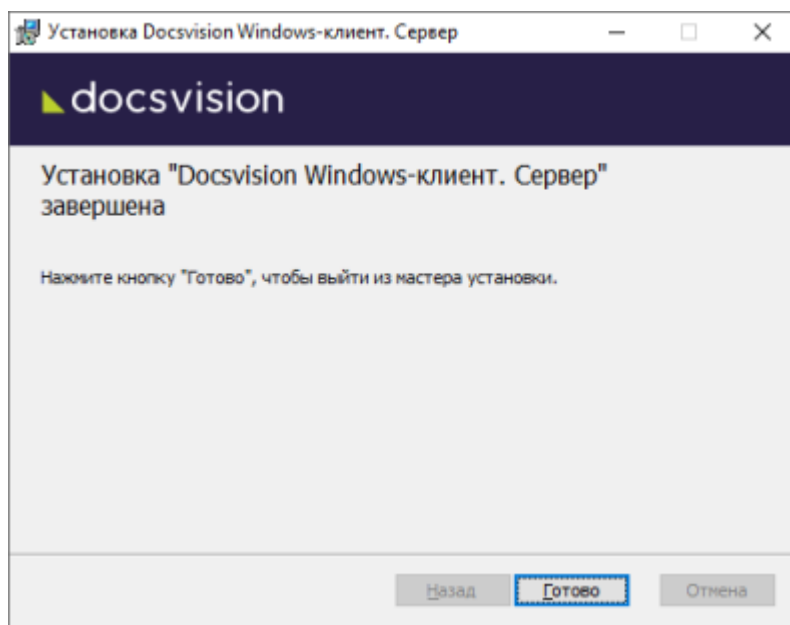 Установка Docsvision Windows-клиент. Сервер
docsvision
Установка "Docsvision Windows-клиент. Сервер"
завершена
Нажмите кнопку "Готово", чтобы выйти из мастера установки.
Назад
Готово
Отмена